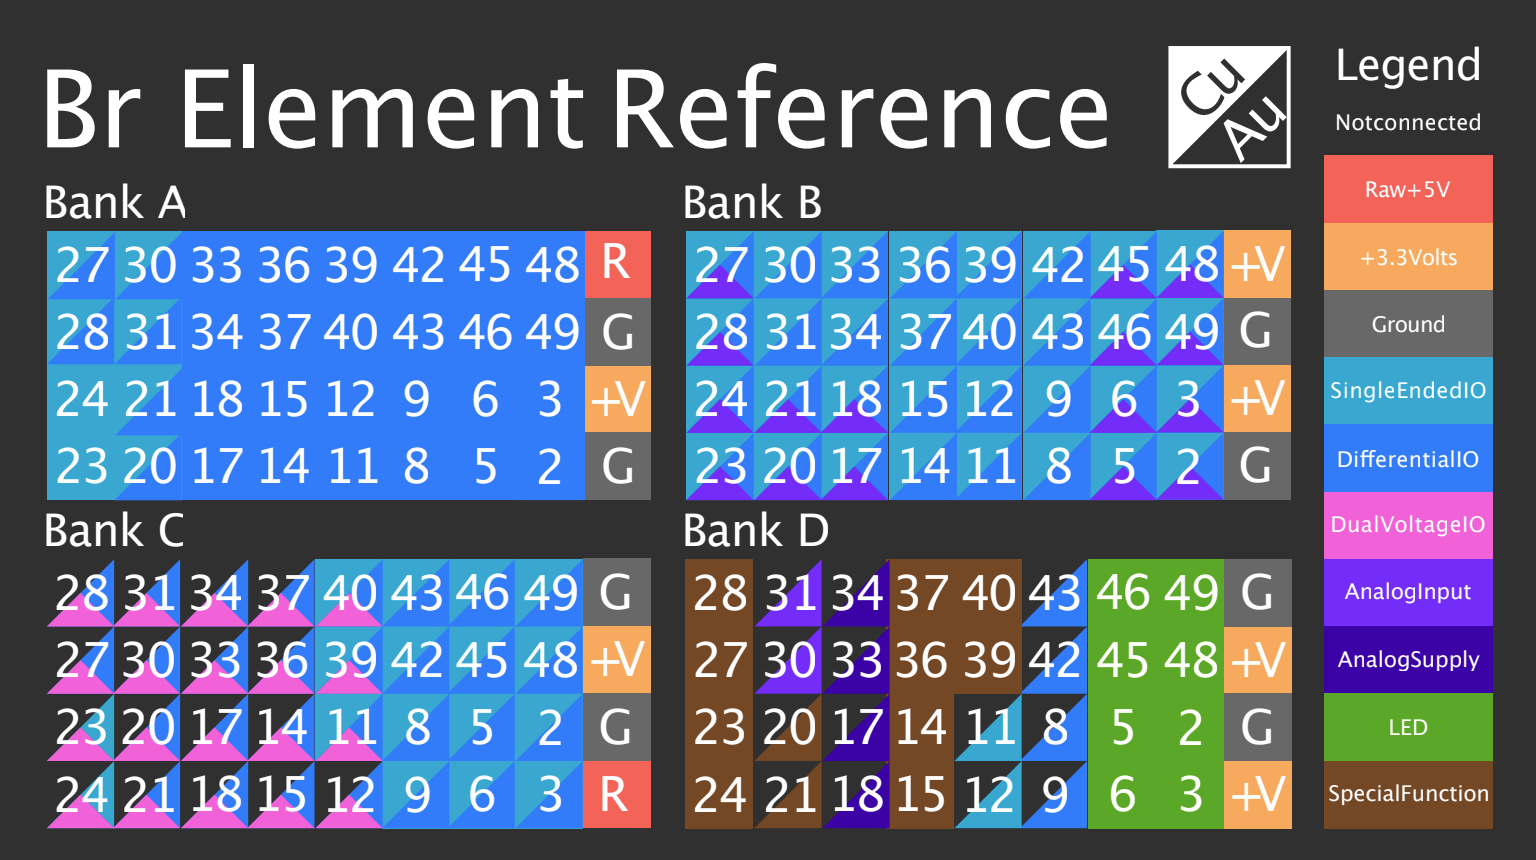 Br Element Reference
Cu
Au
Legend
Notconnected
Raw+5V
+3.3Volts
Ground
SingleEndedIO
DifferentialIO
DualVoltageIO
AnalogInput
AnalogSupply
LED
SpecialFunction
Bank A
27 30 33 36 39 42 45 48 R
28 31 34 37 40 43 46 49 G
24 21 18 15 12 9 6 3 +V
23 20 17 14 11 8 5 2 G
Bank B
27 30 33 36 39 42 45 48 +V
28 31 34 37 40 43 46 49 G
24 21 18 15 12 9 6 3 +V
23 20 17 14 11 8 5 2 G
Bank C
28 31 34 37 40 43 46 49 G
27 30 33 36 39 42 45 48 +V
23 20 17 14 11 8 5 2 G
24 21 18 15 12 9 6 3 R
Bank D
28 31 34 37 40 43 46 49 G
27 30 33 36 39 42 45 48 +V
23 20 17 14 11 8 5 2 G
24 21 18 15 12 9 6 3 +V